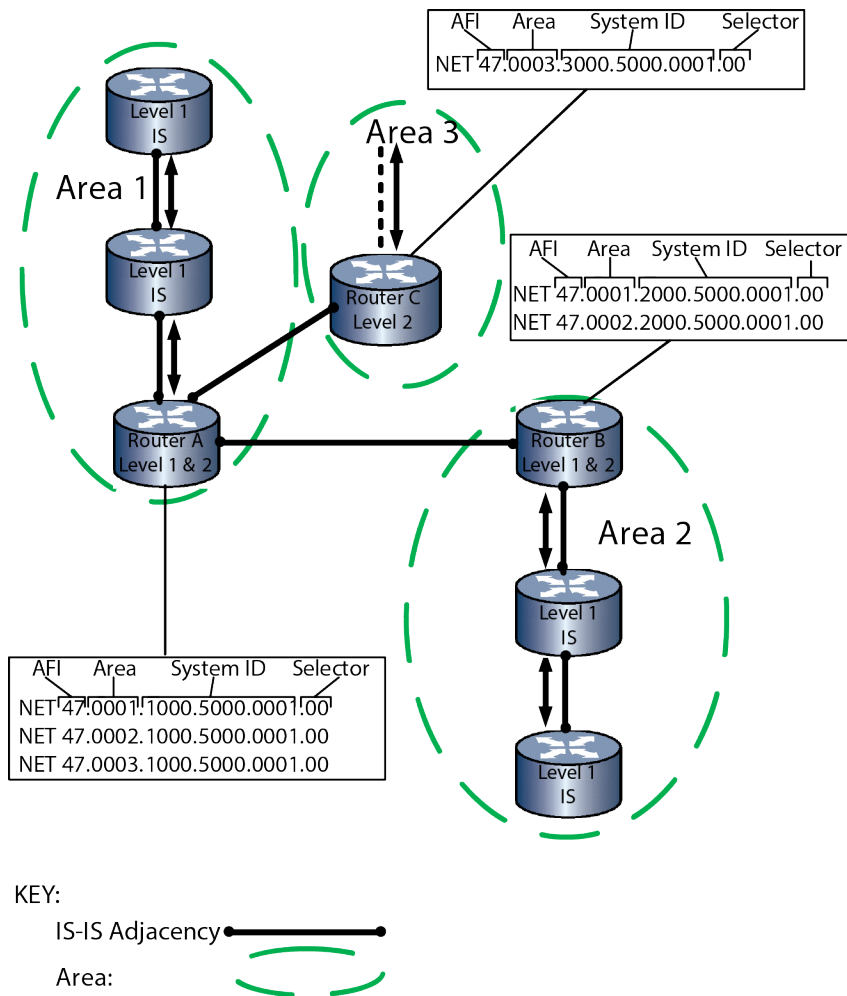 AFI Area System ID Selector
NET 47.0003.3000.5000.0001.00
Level 1
IS
Area 3
Area 1
AFI Area System ID Selector
NET 47.0001.2000.5000.0001.00
NET 47.0002.2000.5000.0001.00
Level 1
IS
Router C
Level 2
Router A
Level 1 & 2
Router B
Level 1 & 2
Area 2
Level 1
IS
AFI Area System ID Selector
NET 47.0001.1000.5000.0001.00
NET 47.0002.1000.5000.0001.00
NET 47.0003.1000.5000.0001.00
Level 1
IS
KEY:
IS-IS Adjacency
Area: